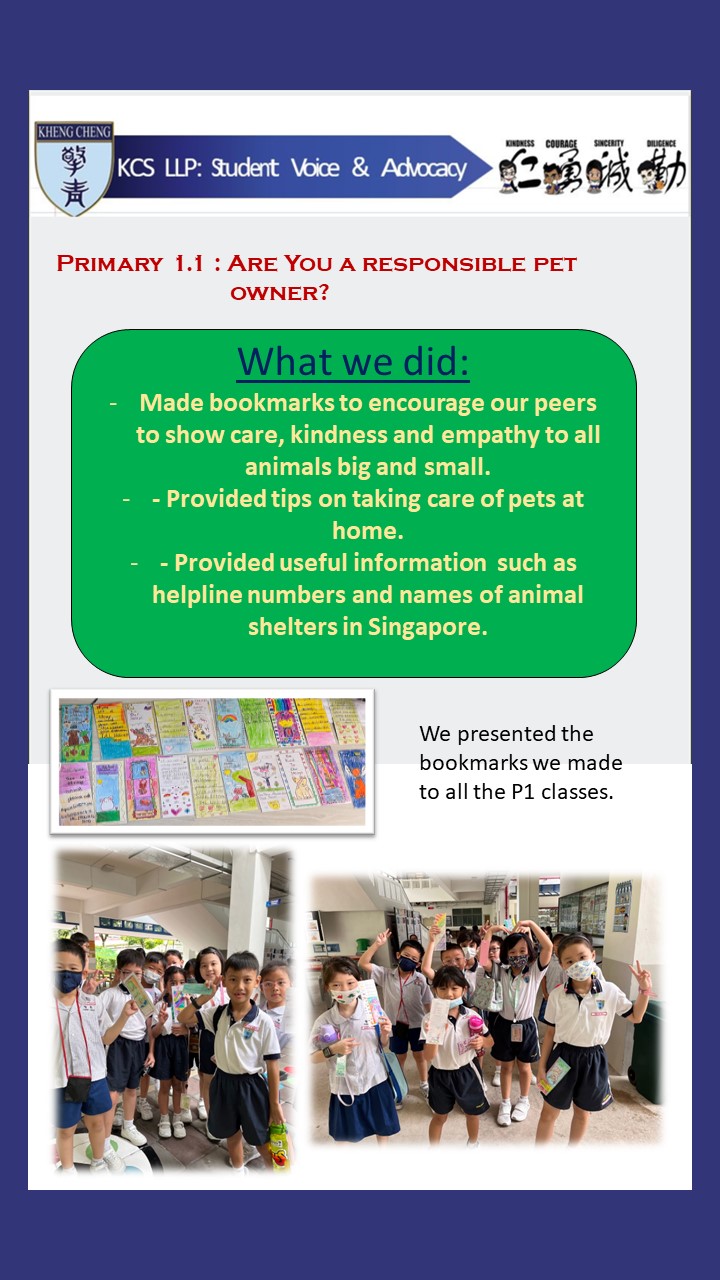 KHENG CHENG
擎青
KCS LLP: Student Voice & Advocacy
KINDNESS COURAGE SINCERITY DILIGENCE
仁 勇 誠 勤
Primary 1.1 : Are You a responsible pet
owner?
What we did:
- Made bookmarks to encourage our peers
to show care, kindness and empathy to all
animals big and small.
- - Provided tips on taking care of pets at
home.
- - Provided useful information such as
helpline numbers and names of animal
shelters in Singapore.
We presented the
bookmarks we made
to all the P1 classes.